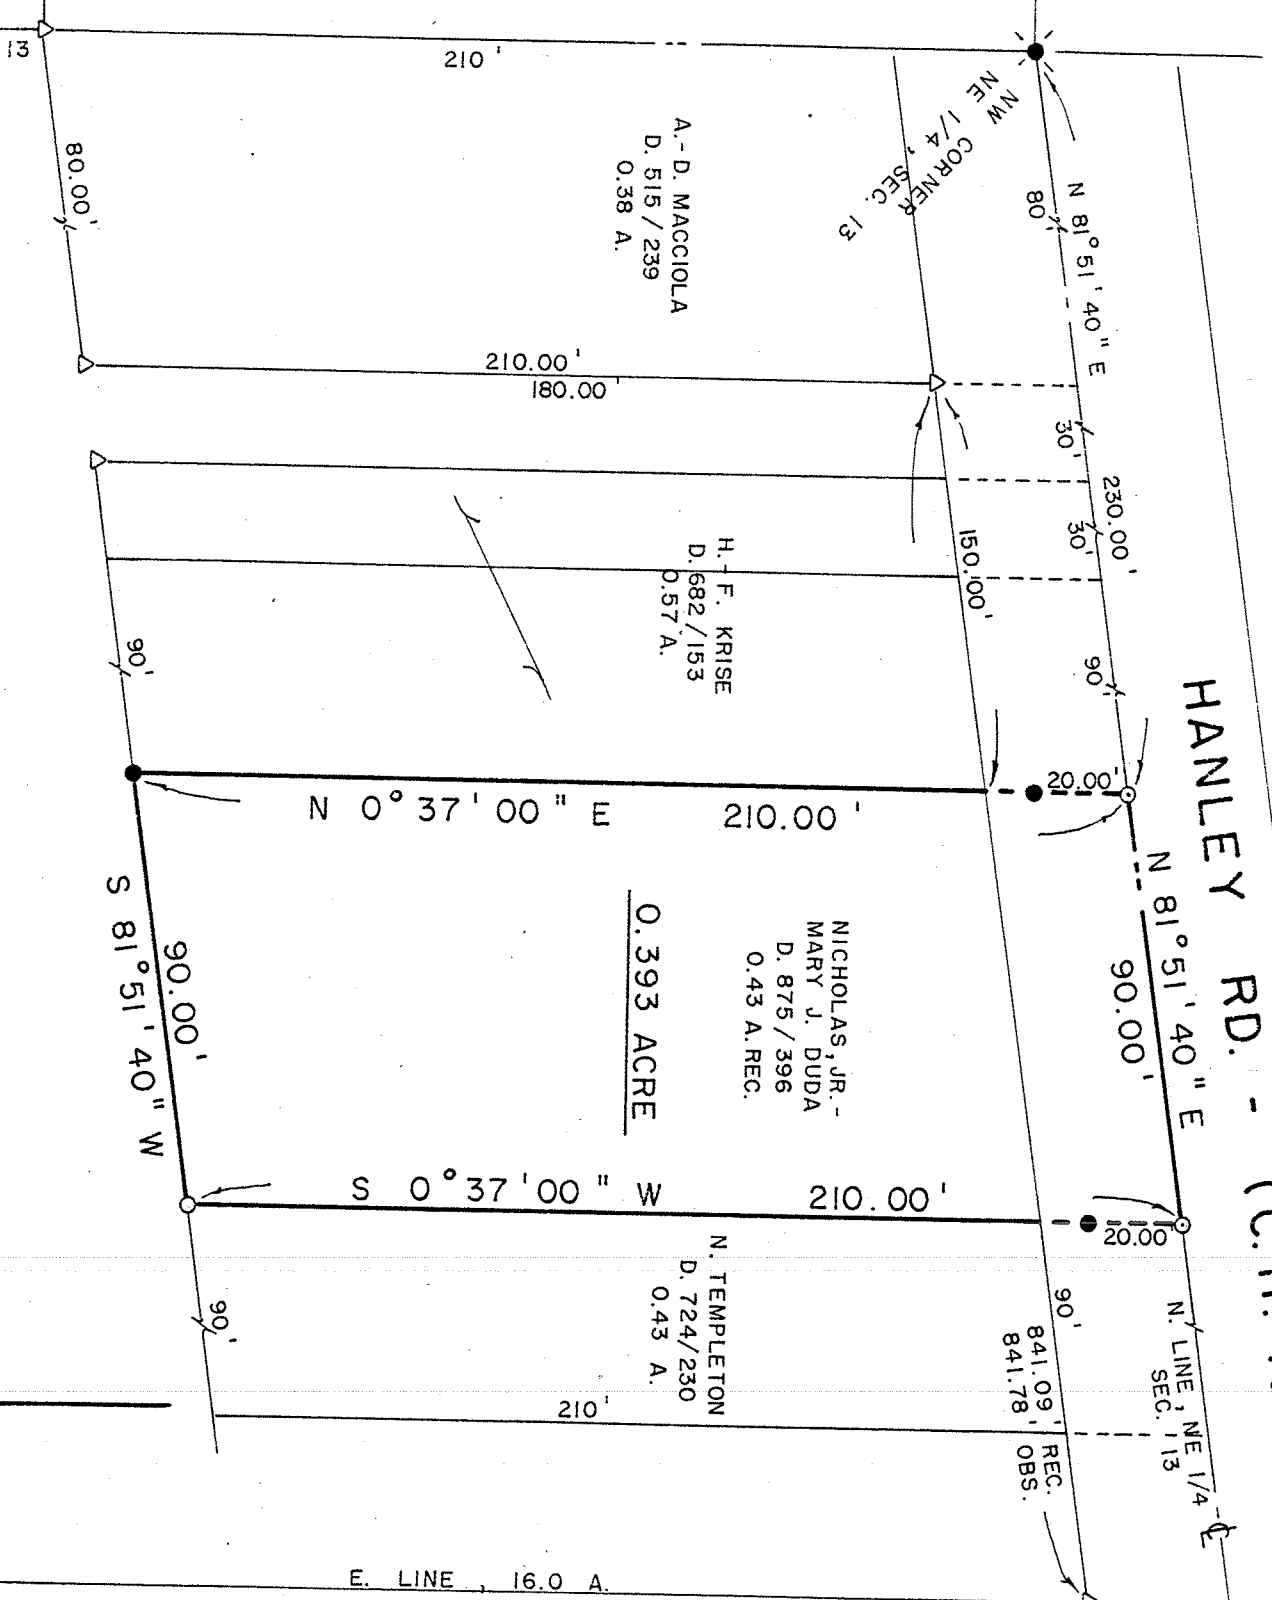 HANLEY RD. -
NW CORNER
NE 1/4, SEC. 13
N 81° 51' 40" E
80'
30'
230.00'
30'
90'
150.00'
20.00'
N 81° 51' 40" E
90.00'
20.00'
N. LINE, NE 1/4
SEC. 13
90'
841.09' REC.
841.78' OBS.
13
210'
80.00'
A.-D. MACCIOLA
D. 515/239
0.38 A.
210.00'
180.00'
H.-F. KRISE
D. 682/153
0.57 A.
90'
N 0° 37' 00" E 210.00'
NICHOLAS, JR.-
MARY J. DUDA
D. 875/396
0.43 A. REC.
0.393 ACRE
90.00'
S 81° 51' 40" W
S 0° 37' 00" W 210.00'
N. TEMPLETON
D. 724/230
0.43 A.
90'
210'
E. LINE, 16.0 A.